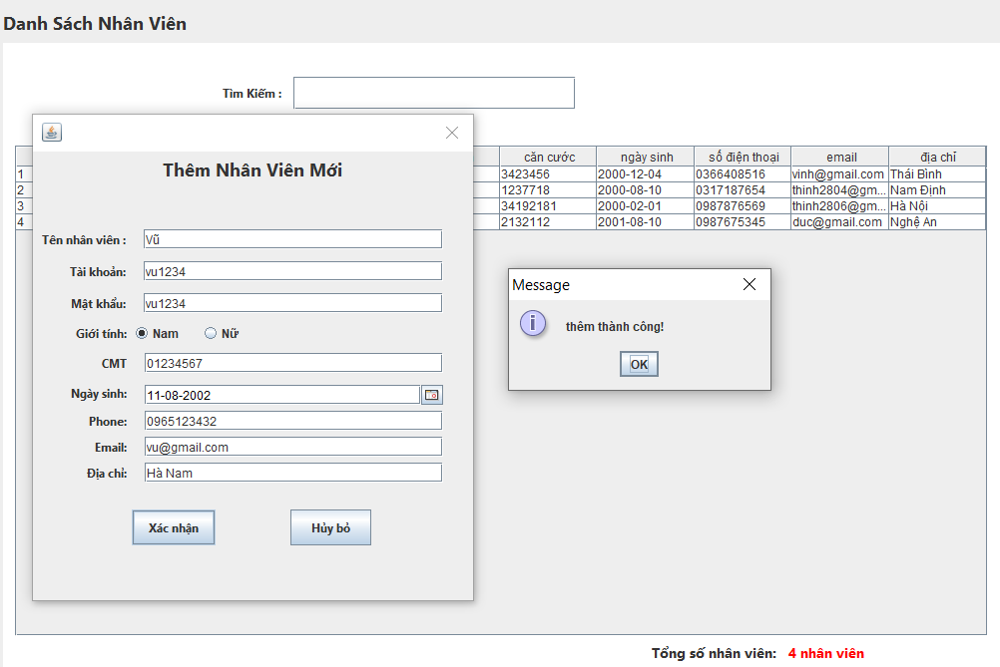 Danh Sách Nhân Viên
Tìm Kiếm :
căn cước ngày sinh số điện thoại email địa chỉ
1 3423456 2000-12-04 0366408516 vinh@gmail.com Thái Bình
2 1237718 2000-08-10 0317187654 thinh2804@gm... Nam Định
3 34192181 2000-02-01 0987876569 thinh2806@gm... Hà Nội
4 2132112 2001-08-10 0987675345 duc@gmail.com Nghệ An
Thêm Nhân Viên Mới
Tên nhân viên : Vũ
Tài khoản: vu1234
Mật khẩu: vu1234
Giới tính: Nam Nữ
CMT 01234567
Ngày sinh: 11-08-2002
Phone: 0965123432
Email: vu@gmail.com
Địa chỉ: Hà Nam
Xác nhận Hủy bỏ
Message
thêm thành công!
OK
Tổng số nhân viên: 4 nhân viên